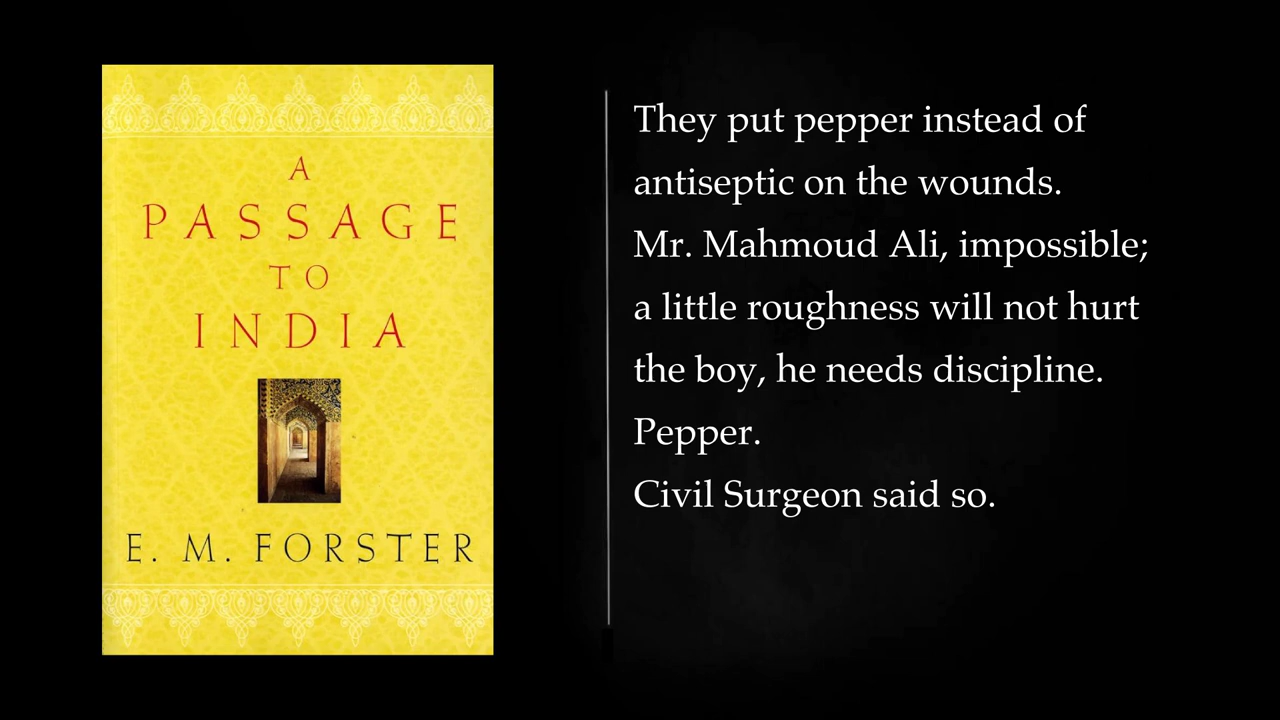 A
PASSAGE
TO
INDIA
E. M. FORSTER
They put pepper instead of
antiseptic on the wounds.
Mr. Mahmoud Ali, impossible;
a little roughness will not hurt
the boy, he needs discipline.
Pepper.
Civil Surgeon said so.